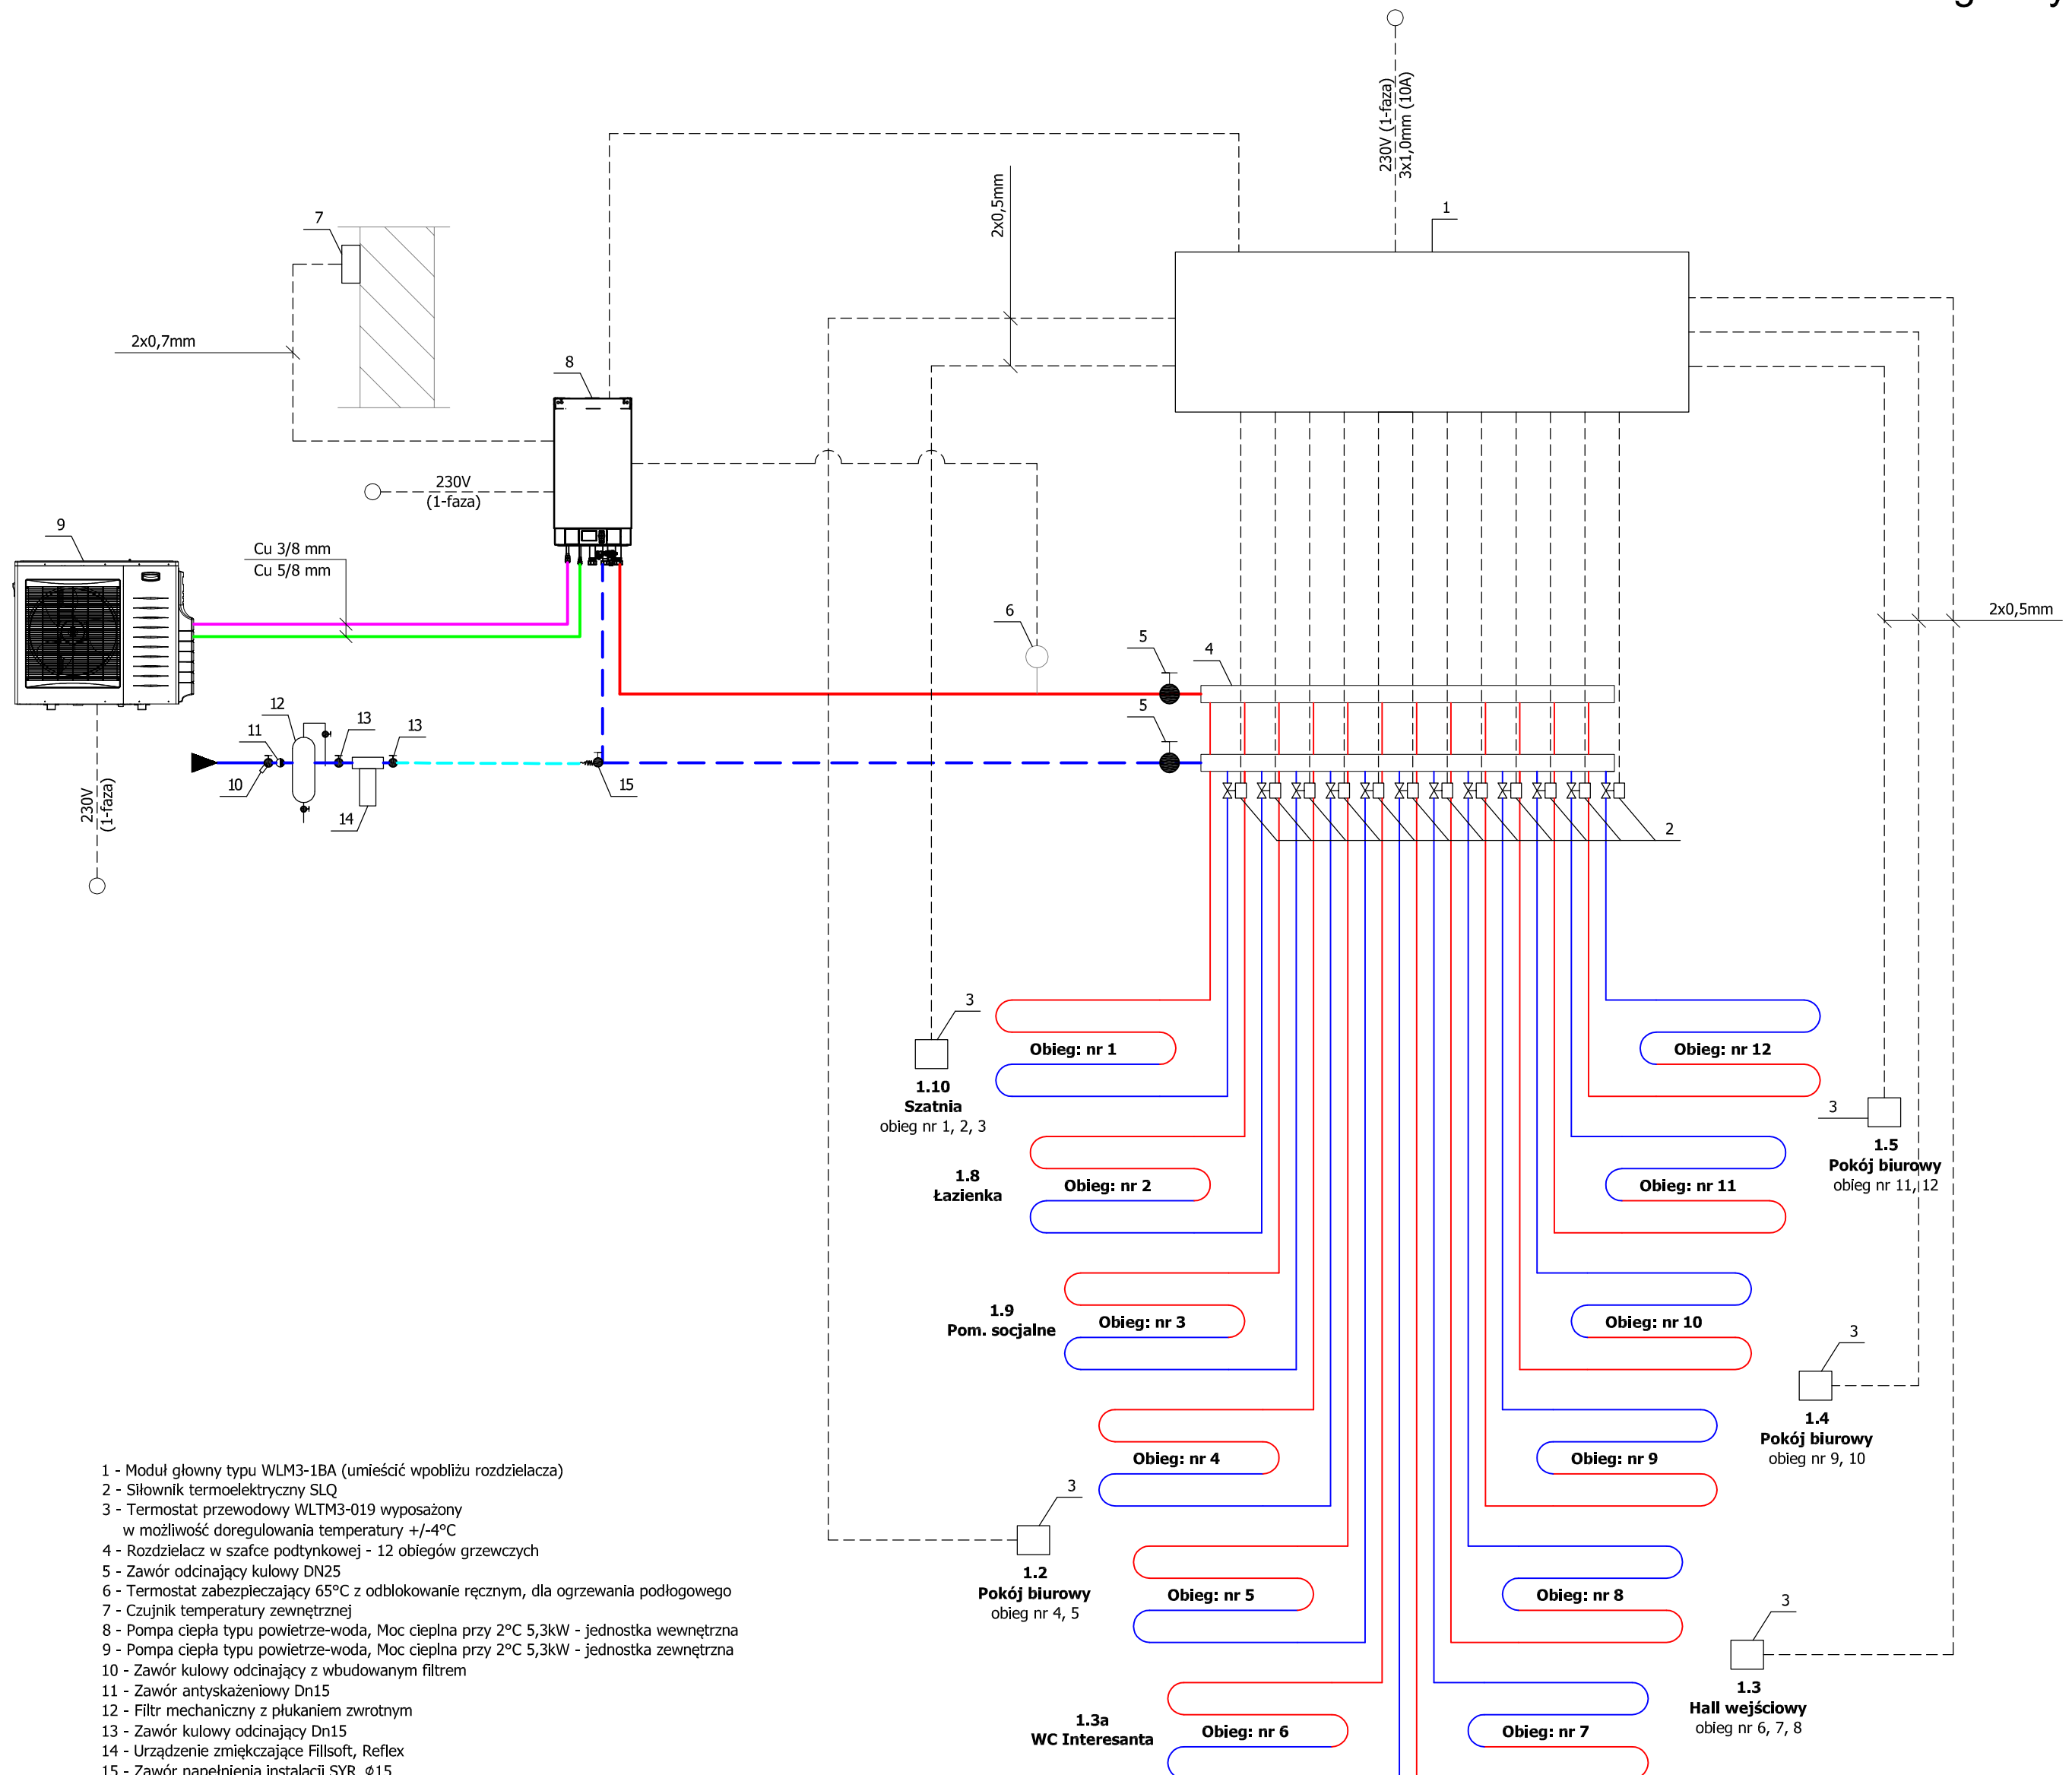 230V (1-faza)
3x1,0mm (10A)
2x0,5mm
1
7
2x0,7mm
8
230V
(1-faza)
9
Cu 3/8 mm
Cu 5/8 mm
2x0,5mm
6
5
4
5
12
11
13
13
10
14
15
230V
(1-faza)
2
3
1.10
Szatnia
obieg nr 1, 2, 3
Obieg: nr 1
Obieg: nr 12
3
1.5
Pokój biurowy
obieg nr 11, 12
1.8
Łazienka
Obieg: nr 2
Obieg: nr 11
1.9
Pom. socjalne
Obieg: nr 3
Obieg: nr 10
3
1.4
Pokój biurowy
obieg nr 9, 10
Obieg: nr 4
Obieg: nr 9
3
1.2
Pokój biurowy
obieg nr 4, 5
Obieg: nr 5
Obieg: nr 8
3
1.3
Hall wejściowy
obieg nr 6, 7, 8
1.3a
WC Interesanta
Obieg: nr 6
Obieg: nr 7
1 - Moduł głowny typu WLM3-1BA (umieścić wpobliżu rozdzielacza)
2 - Siłownik termoelektryczny SLQ
3 - Termostat przewodowy WLTM3-019 wyposażony
w możliwość doregulowania temperatury +/-4°C
4 - Rozdzielacz w szafce podtynkowej - 12 obiegów grzewczych
5 - Zawór odcinający kulowy DN25
6 - Termostat zabezpieczający 65°C z odblokowanie ręcznym, dla ogrzewania podłogowego
7 - Czujnik temperatury zewnętrznej
8 - Pompa ciepła typu powietrze-woda, Moc cieplna przy 2°C 5,3kW - jednostka wewnętrzna
9 - Pompa ciepła typu powietrze-woda, Moc cieplna przy 2°C 5,3kW - jednostka zewnętrzna
10 - Zawór kulowy odcinający z wbudowanym filtrem
11 - Zawór antyskażeniowy Dn15
12 - Filtr mechaniczny z płukaniem zwrotnym
13 - Zawór kulowy odcinający Dn15
14 - Urządzenie zmiękczające Fillsoft, Reflex
15 - Zawór napełnienia instalacji SYR, ø15